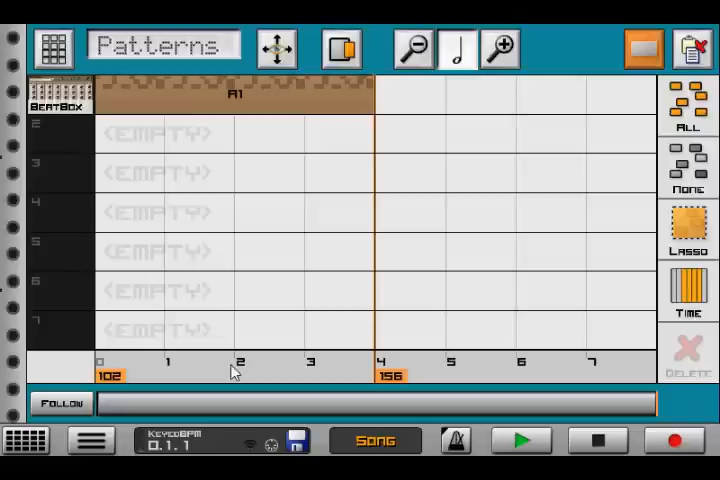 Patterns
BEATBOX
A1
ALL
2 <EMPTY>
3 <EMPTY>
NONE
4 <EMPTY>
5 <EMPTY>
LASSO
6 <EMPTY>
7 <EMPTY>
TIME
0 1 2 3 4 5 6 7
102 156
DELETE
FOLLOW
KEYEDBPM
0.1.1
SONG